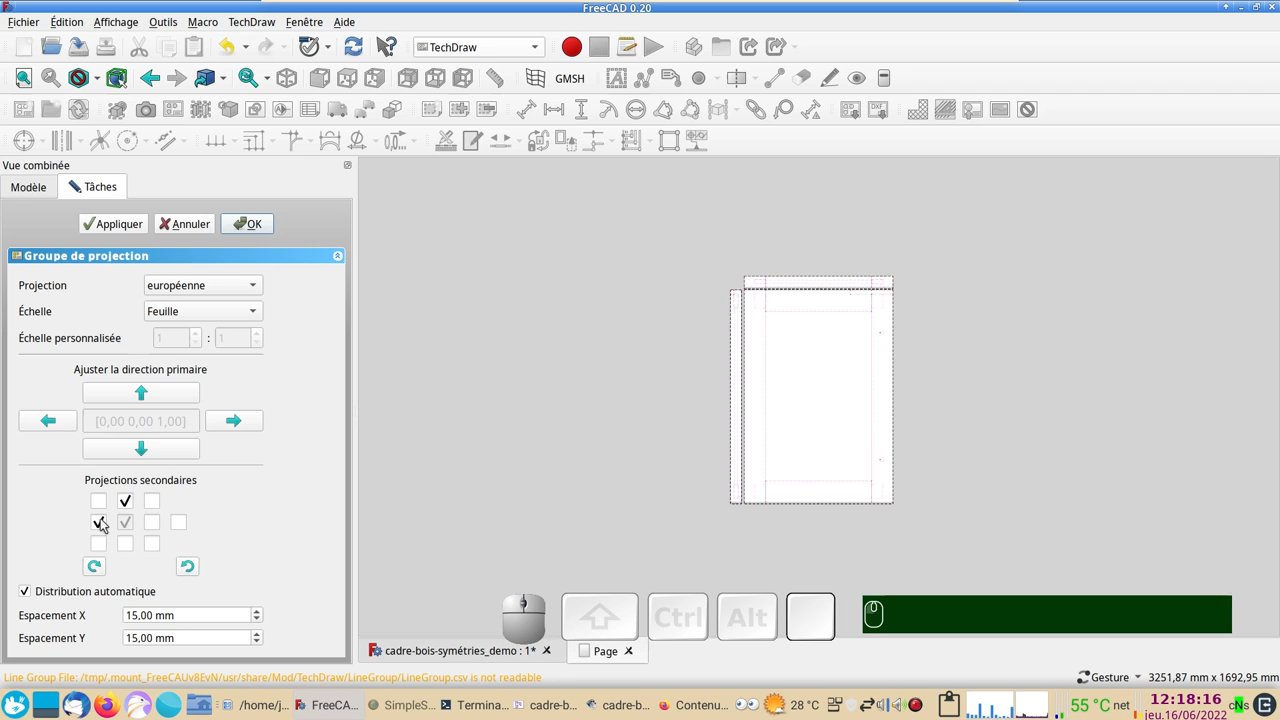 FreeCAD 0.20
Fichier Édition Affichage Outils Macro TechDraw Fenêtre Aide
TechDraw
GMSH
Vue combinée
Modèle Tâches
Appliquer Annuler OK
Groupe de projection
Projection européenne
Échelle Feuille
Échelle personnalisée 1 : 1
Ajuster la direction primaire
[0,00 0,00 1,00]
Projections secondaires
Distribution automatique
Espacement X 15,00 mm
Espacement Y 15,00 mm
Ctrl Alt
cadre-bois-symétries_demo : 1* Page
Line Group File: /tmp/.mount_FreeCAUv8EvN/usr/share/Mod/TechDraw/LineGroup/LineGroup.csv is not readable
Gesture 3251,87 mm x 1692,95 mm
/home/j... FreeCA... SimpleS... Termina... cadre-b... cadre-b... Contenu... 28 °C 55 °C net 12:18:16
jeu.16/06/2022